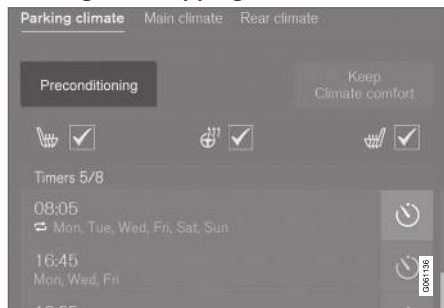 Parking climate Main climate Rear climate
Preconditioning
Keep
Climate comfort
Timers 5/8
08:05
Mon, Tue, Wed, Fri, Sat, Sun
16:45
Mon, Wed, Fri
G061136